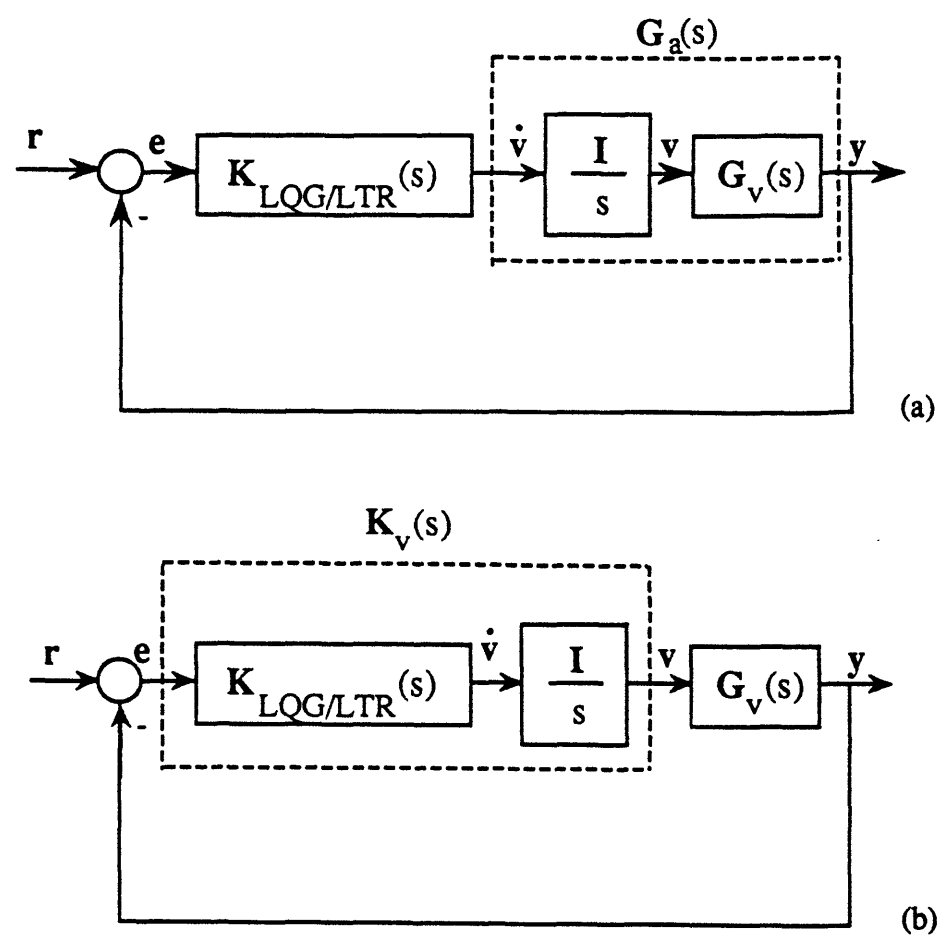 G_a(s)
r e K_LQG/LTR(s) v̇ I/s v G_v(s) y
-
(a)
K_v(s)
r e K_LQG/LTR(s) v̇ I/s v G_v(s) y
-
(b)